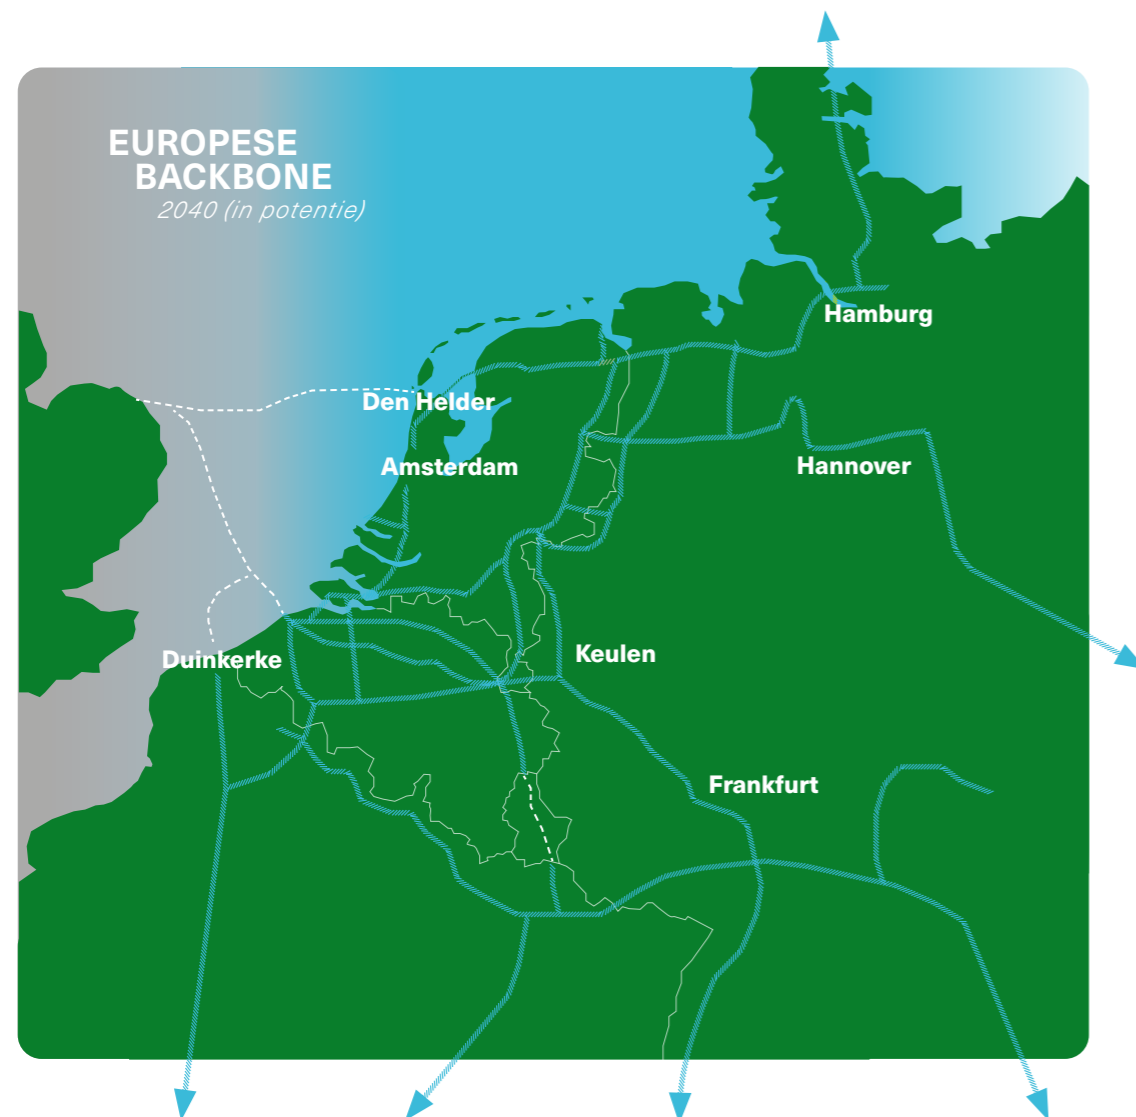 EUROPESE
BACKBONE
2040 (in potentie)
Hamburg
Den Helder
Amsterdam
Hannover
Keulen
Duinkerke
Frankfurt